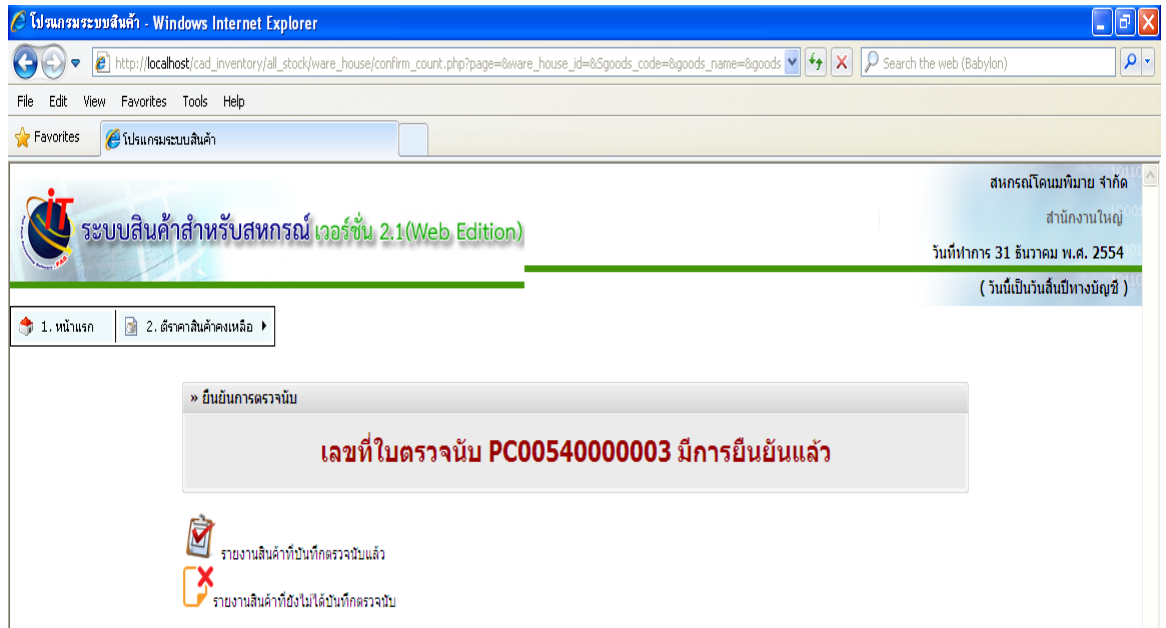 โปรแกรมระบบสินค้า - Windows Internet Explorer
http://localhost/cad_inventory/all_stock/ware_house/confirm_count.php?page=&ware_house_id=&Sgoods_code=&goods_name=&goods
Search the web (Babylon)
File Edit View Favorites Tools Help
Favorites โปรแกรมระบบสินค้า
สหกรณ์โคนมพิมาย จำกัด
iT ระบบสินค้าสำหรับสหกรณ์ เวอร์ชั่น 2.1(Web Edition)
สำนักงานใหญ่
วันทำการ 31 ธันวาคม พ.ศ. 2554
( วันนี้เป็นวันสิ้นปีทางบัญชี )
1. หน้าแรก 2. ตีราคาสินค้าคงเหลือ
» ยืนยันการตรวจนับ
เลขที่ใบตรวจนับ PC00540000003 มีการยืนยันแล้ว
รายงานสินค้าที่บันทึกตรวจนับแล้ว
รายงานสินค้าที่ยังไม่ได้บันทึกตรวจนับ